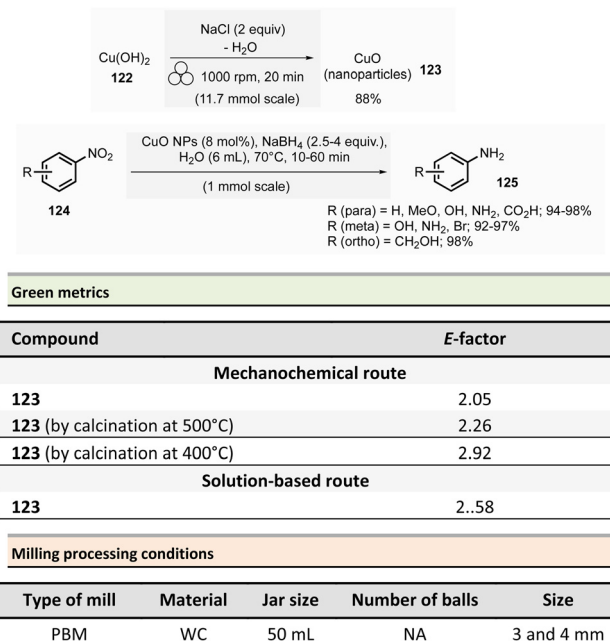 NaCl (2 equiv)
- H₂O
Cu(OH)₂
122
1000 rpm, 20 min
(11.7 mmol scale)
CuO
(nanoparticles) 123
88%
CuO NPs (8 mol%), NaBH₄ (2.5-4 equiv.),
H₂O (6 mL), 70°C, 10-60 min
(1 mmol scale)
R
NO₂
124
R
NH₂
125
R (para) = H, MeO, OH, NH₂, CO₂H; 94-98%
R (meta) = OH, NH₂, Br; 92-97%
R (ortho) = CH₂OH; 98%
Green metrics
Compound E-factor
Mechanochemical route
123 2.05
123 (by calcination at 500°C) 2.26
123 (by calcination at 400°C) 2.92
Solution-based route
123 2..58
Milling processing conditions
Type of mill Material Jar size Number of balls Size
PBM WC 50 mL NA 3 and 4 mm